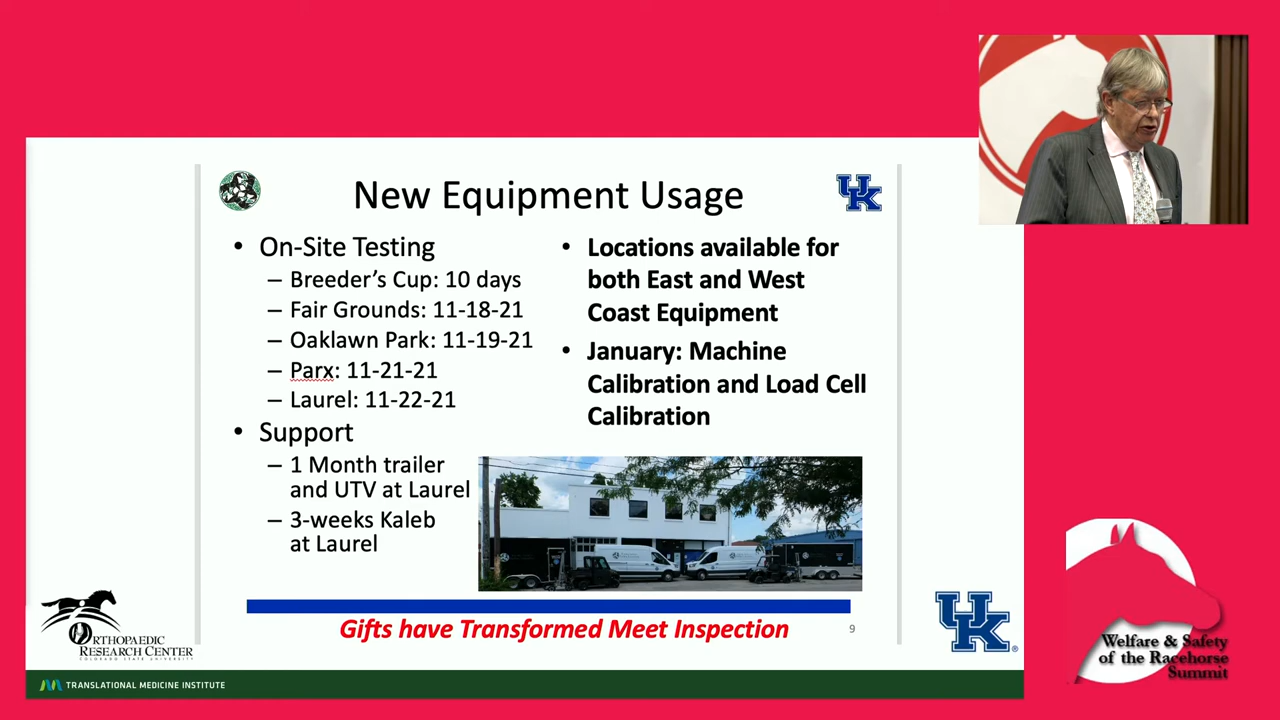 New Equipment Usage
UK
• On-Site Testing
– Breeder's Cup: 10 days
– Fair Grounds: 11-18-21
– Oaklawn Park: 11-19-21
– Parx: 11-21-21
– Laurel: 11-22-21
• Support
– 1 Month trailer
and UTV at Laurel
– 3-weeks Kaleb
at Laurel
• Locations available for
both East and West
Coast Equipment
• January: Machine
Calibration and Load Cell
Calibration
Gifts have Transformed Meet Inspection
9
ORTHOPAEDIC
RESEARCH CENTER
COLORADO STATE UNIVERSITY
UK
TRANSLATIONAL MEDICINE INSTITUTE
Welfare & Safety
of the Racehorse
Summit